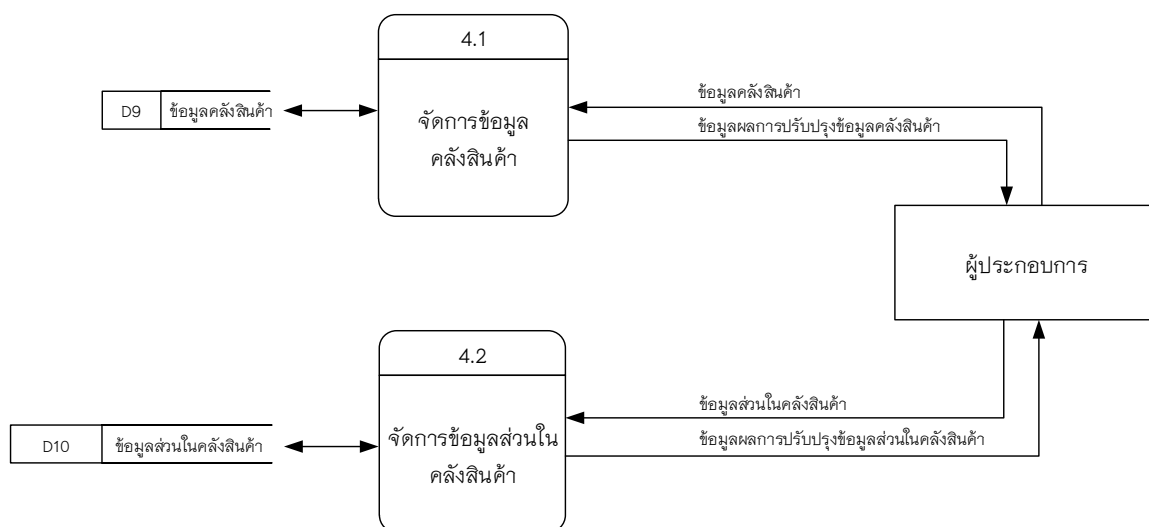 4.1
ข้อมูลคลังสินค้า
D9 ข้อมูลคลังสินค้า
จัดการข้อมูล
คลังสินค้า
ข้อมูลผลการปรับปรุงข้อมูลคลังสินค้า
ผู้ประกอบการ
4.2
ข้อมูลส่วนในคลังสินค้า
D10 ข้อมูลส่วนในคลังสินค้า
จัดการข้อมูลส่วนใน
คลังสินค้า
ข้อมูลผลการปรับปรุงข้อมูลส่วนในคลังสินค้า